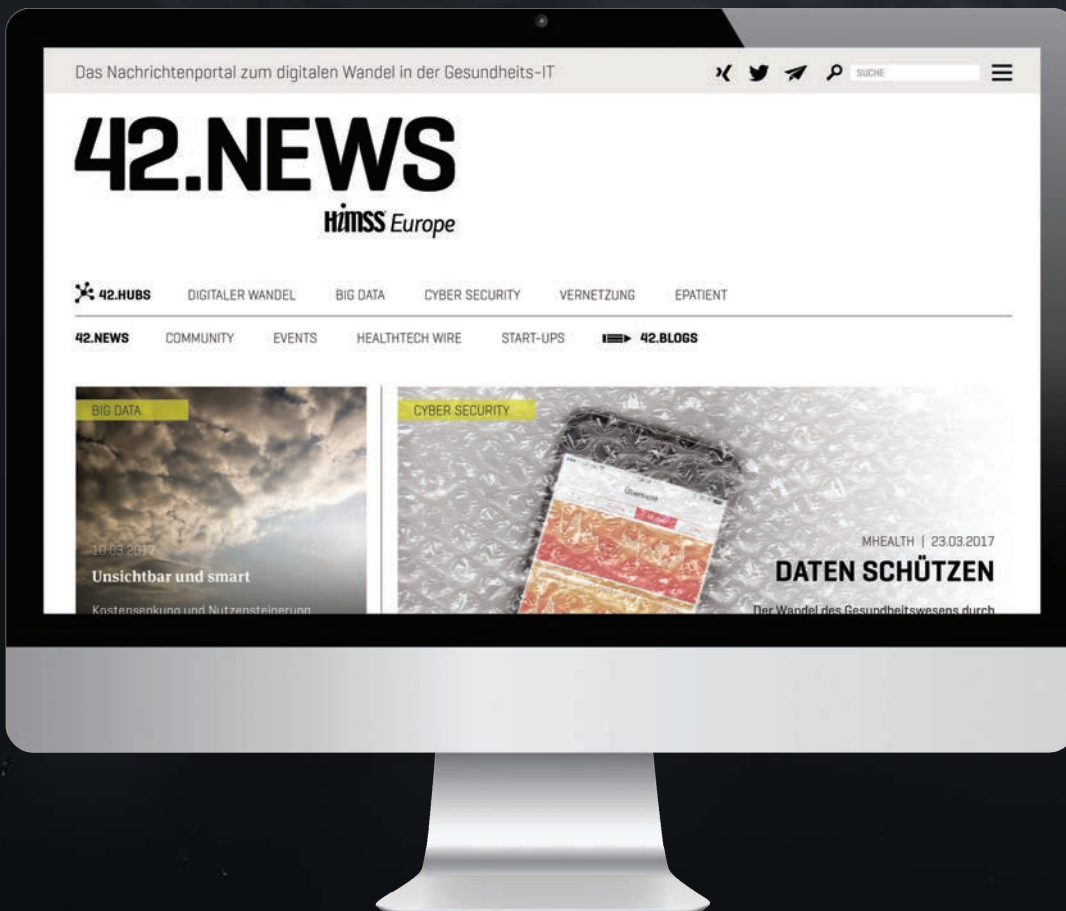 Das Nachrichtenportal zum digitalen Wandel in der Gesundheits-IT
SUCHE
42.NEWS
HiMSS Europe
42.HUBS DIGITALER WANDEL BIG DATA CYBER SECURITY VERNETZUNG EPATIENT
42.NEWS COMMUNITY EVENTS HEALTHTECH WIRE START-UPS 42.BLOGS
BIG DATA
10.03.2017
Unsichtbar und smart
Kostensenkung und Nutzensteigerung
CYBER SECURITY
Übersicht
MHEALTH | 23.03.2017
DATEN SCHÜTZEN
Der Wandel des Gesundheitswesens durch